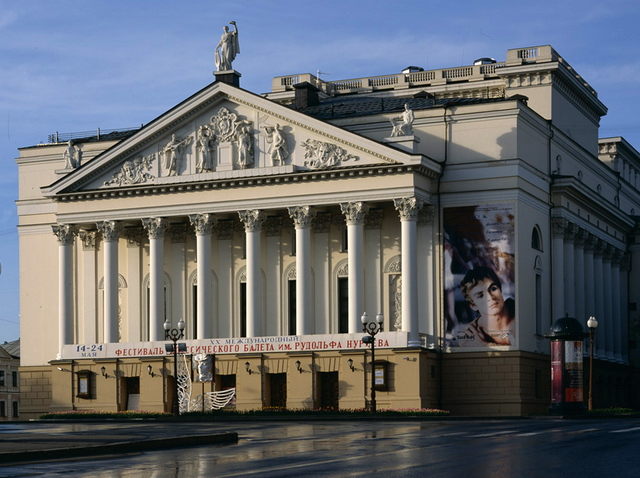 XX МЕЖДУНАРОДНЫЙ
14-24 МАЯ
ФЕСТИВАЛЬ КЛАССИЧЕСКОГО БАЛЕТА ИМ. РУДОЛЬФА НУРИЕВА